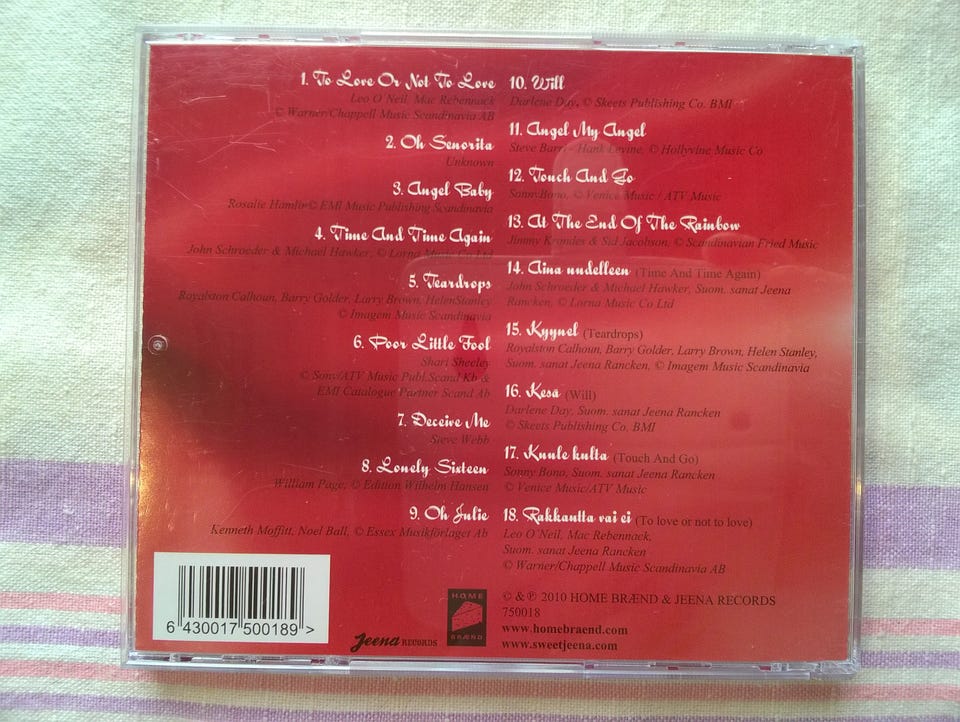 1. To Love Or Not To Love
Leo O Neil, Mac Rebennack
© Warner/Chappell Music Scandinavia AB
2. Oh Senorita
Unknown
3. Angel Baby
Rosalie Hamlin © EMI Music Publishing Scandinavia
4. Time And Time Again
John Schroeder & Michael Hawker, © Lorna Music Co Ltd
5. Teardrops
Royalston Calhoun, Barry Golder, Larry Brown, HelenStanley
© Imagem Music Scandinavia
6. Poor Little Fool
Shari Sheeley
© Sony/ATV Music Publ.Scand Kb &
EMI Catalogue Partner Scand Ab
7. Deceive Me
Steve Webb
8. Lonely Sixteen
William Page, © Edition Wilhelm Hansen
9. Oh Julie
Kenneth Moffitt, Noel Ball, © Essex Musikförlaget Ab
10. Will
Darlene Day, © Skeets Publishing Co. BMI
11. Angel My Angel
Steve Barri - Hank Levine, © Hollyvine Music Co
12. Touch And Go
Sonny Bono, © Venice Music / ATV Music
13. At The End Of The Rainbow
Jimmy Krondes & Sid Jacobson, © Scandinavian Fried Music
14. Aina uudelleen (Time And Time Again)
John Schroeder & Michael Hawker, Suom. sanat Jeena
Rancken, © Lorna Music Co Ltd
15. Kyynel (Teardrops)
Royalston Calhoun, Barry Golder, Larry Brown, Helen Stanley,
Suom. sanat Jeena Rancken, © Imagem Music Scandinavia
16. Kesä (Will)
Darlene Day, Suom. sanat Jeena Rancken
© Skeets Publishing Co. BMI
17. Kuule kulta (Touch And Go)
Sonny Bono, Suom. sanat Jeena Rancken
© Venice Music/ATV Music
18. Rakkautta vai ei (To love or not to love)
Leo O Neil, Mac Rebennack,
Suom. sanat Jeena Rancken
© Warner/Chappell Music Scandinavia AB
6 430017 500189 >
Jeena RECORDS
HOME
BRÆND
© & ℗ 2010 HOME BRÆND & JEENA RECORDS
750018
www.homebraend.com
www.sweetjeena.com